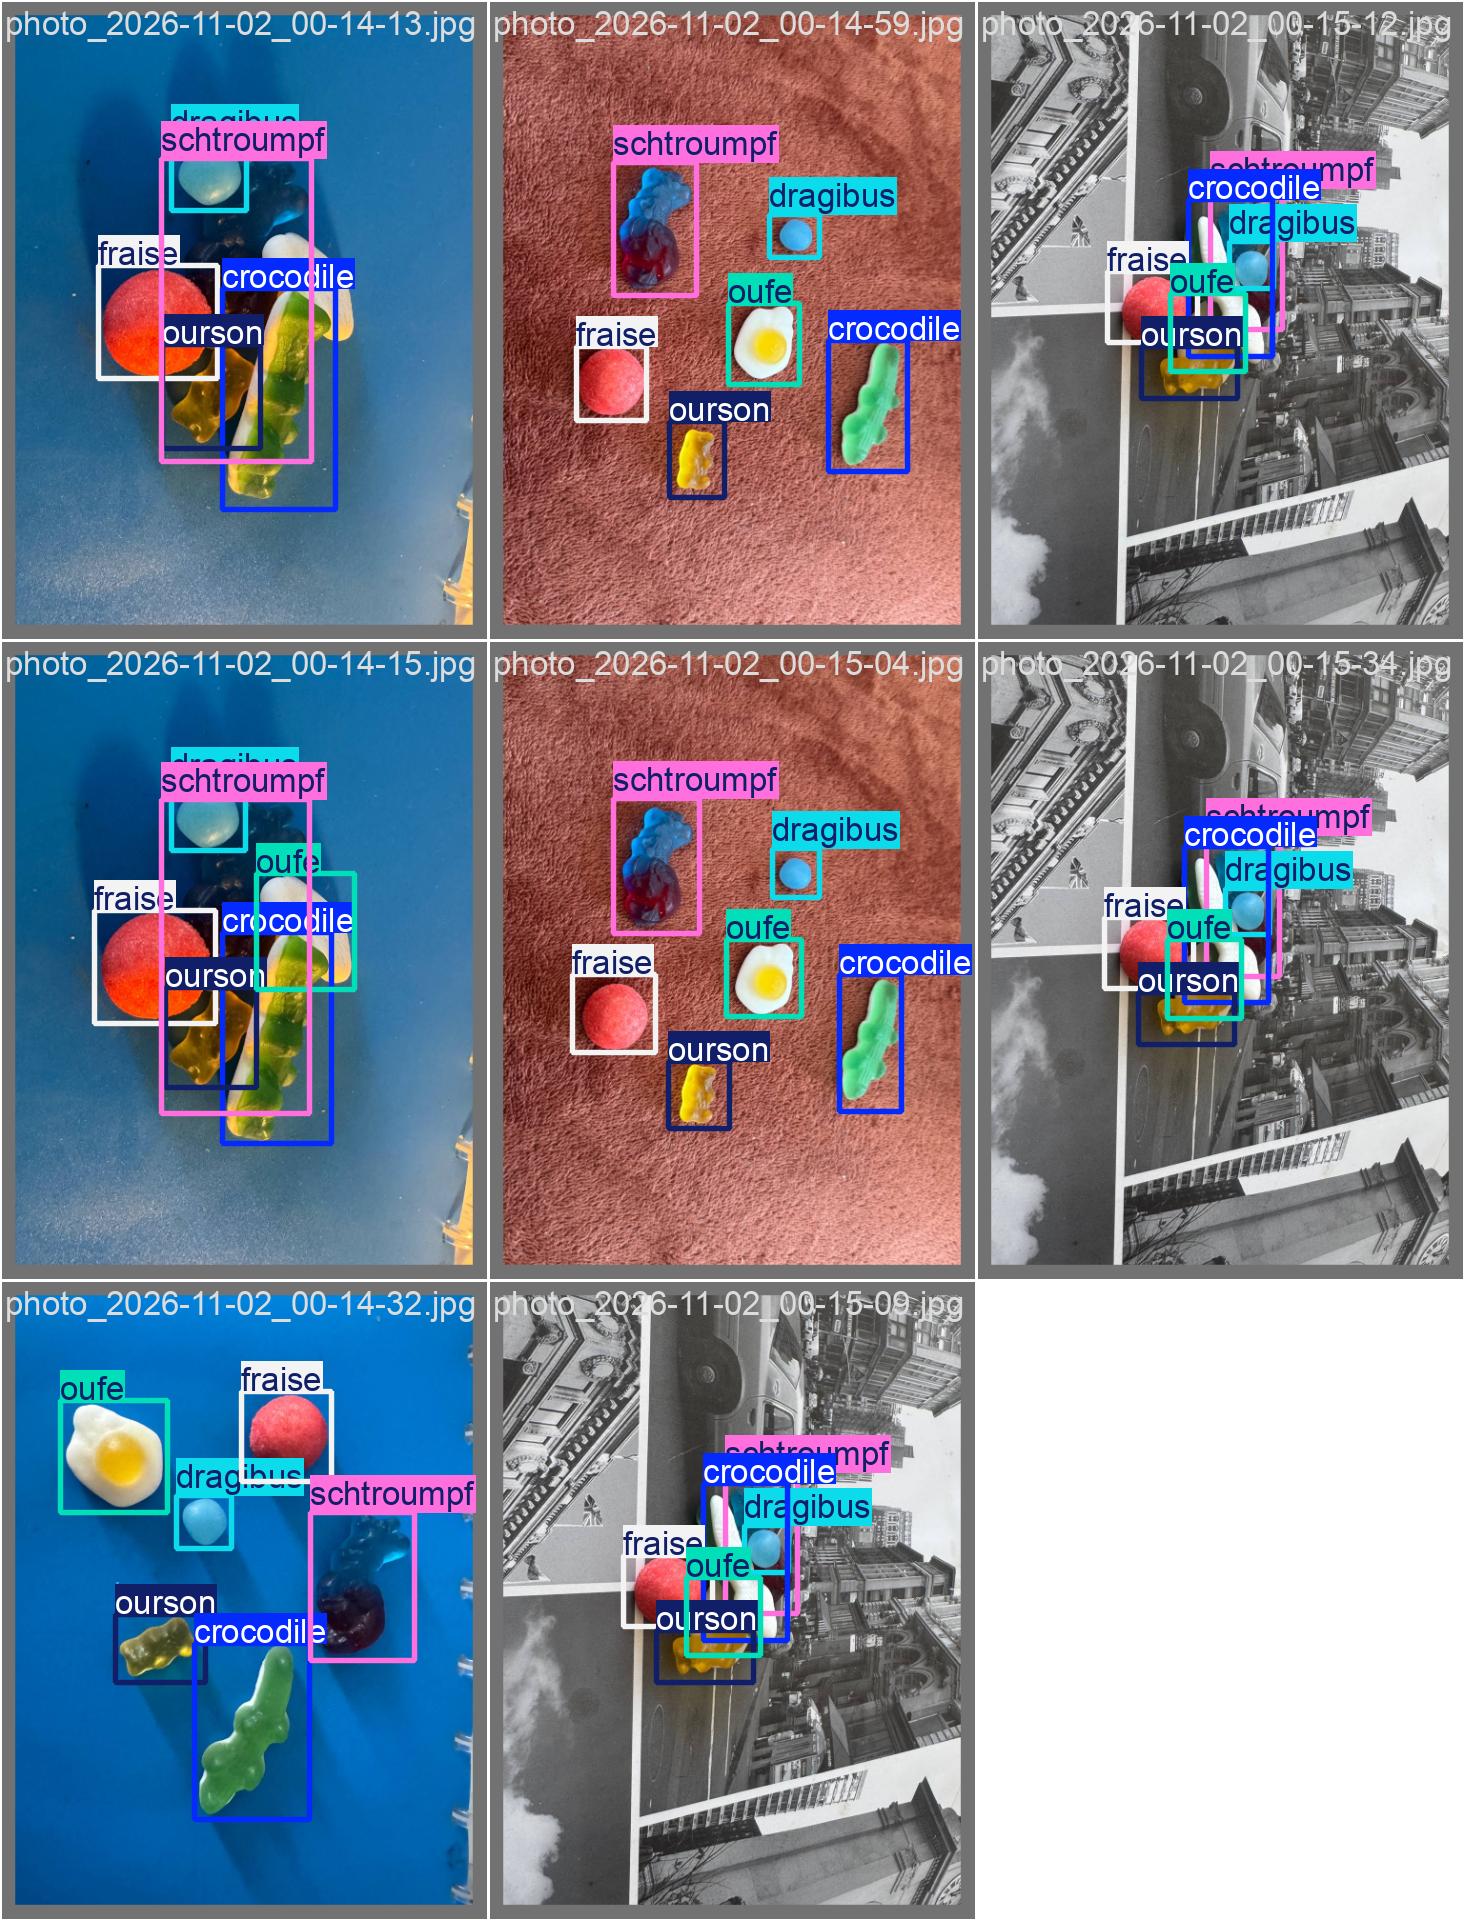 photo_2026-11-02_00-14-13.jpg
dragibus
schtroumpf
fraise
crocodile
ourson
photo_2026-11-02_00-14-59.jpg
schtroumpf
dragibus
oufe
crocodile
fraise
ourson
photo_2026-11-02_00-15-12.jpg
schtroumpf
crocodile
dragibus
fraise
oufe
ourson
photo_2026-11-02_00-14-15.jpg
dragibus
schtroumpf
oufe
fraise
crocodile
ourson
photo_2026-11-02_00-15-04.jpg
schtroumpf
dragibus
oufe
fraise
crocodile
ourson
photo_2026-11-02_00-15-34.jpg
schtroumpf
crocodile
dragibus
fraise
oufe
ourson
photo_2026-11-02_00-14-32.jpg
fraise
oufe
dragibus
schtroumpf
ourson
crocodile
photo_2026-11-02_00-15-09.jpg
schtroumpf
crocodile
dragibus
fraise
oufe
ourson